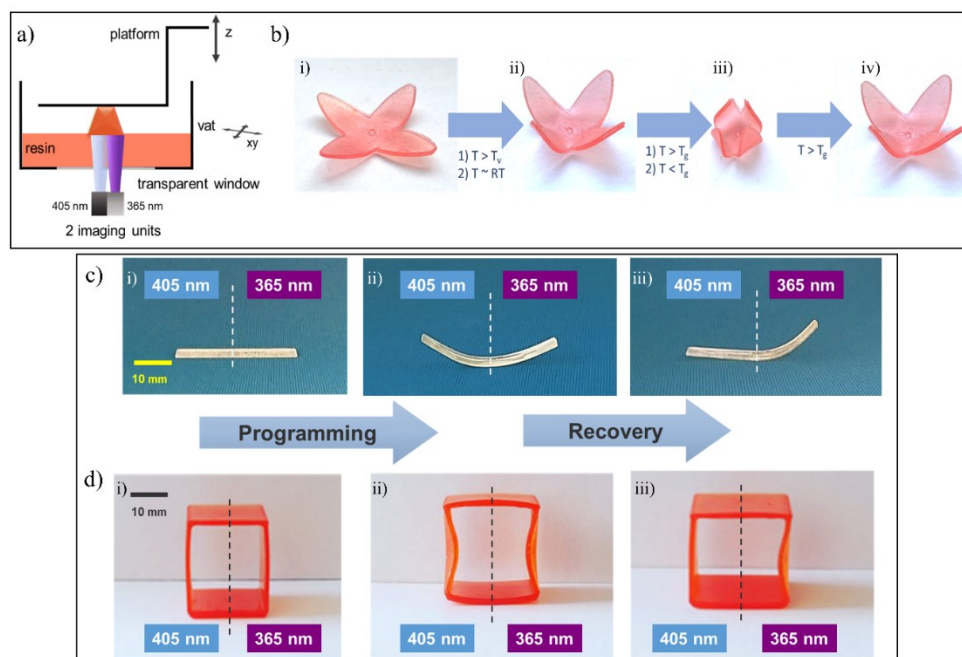 a)
platform
z
resin
vat
xy
transparent window
405 nm
365 nm
2 imaging units
b)
i)
ii)
iii)
iv)
1) T > Tv
2) T ~ RT
1) T > Tg
2) T < Tg
T > Tg
c)
i)
405 nm
365 nm
10 mm
ii)
405 nm
365 nm
iii)
405 nm
365 nm
Programming
Recovery
d)
i)
10 mm
405 nm
365 nm
ii)
405 nm
365 nm
iii)
405 nm
365 nm